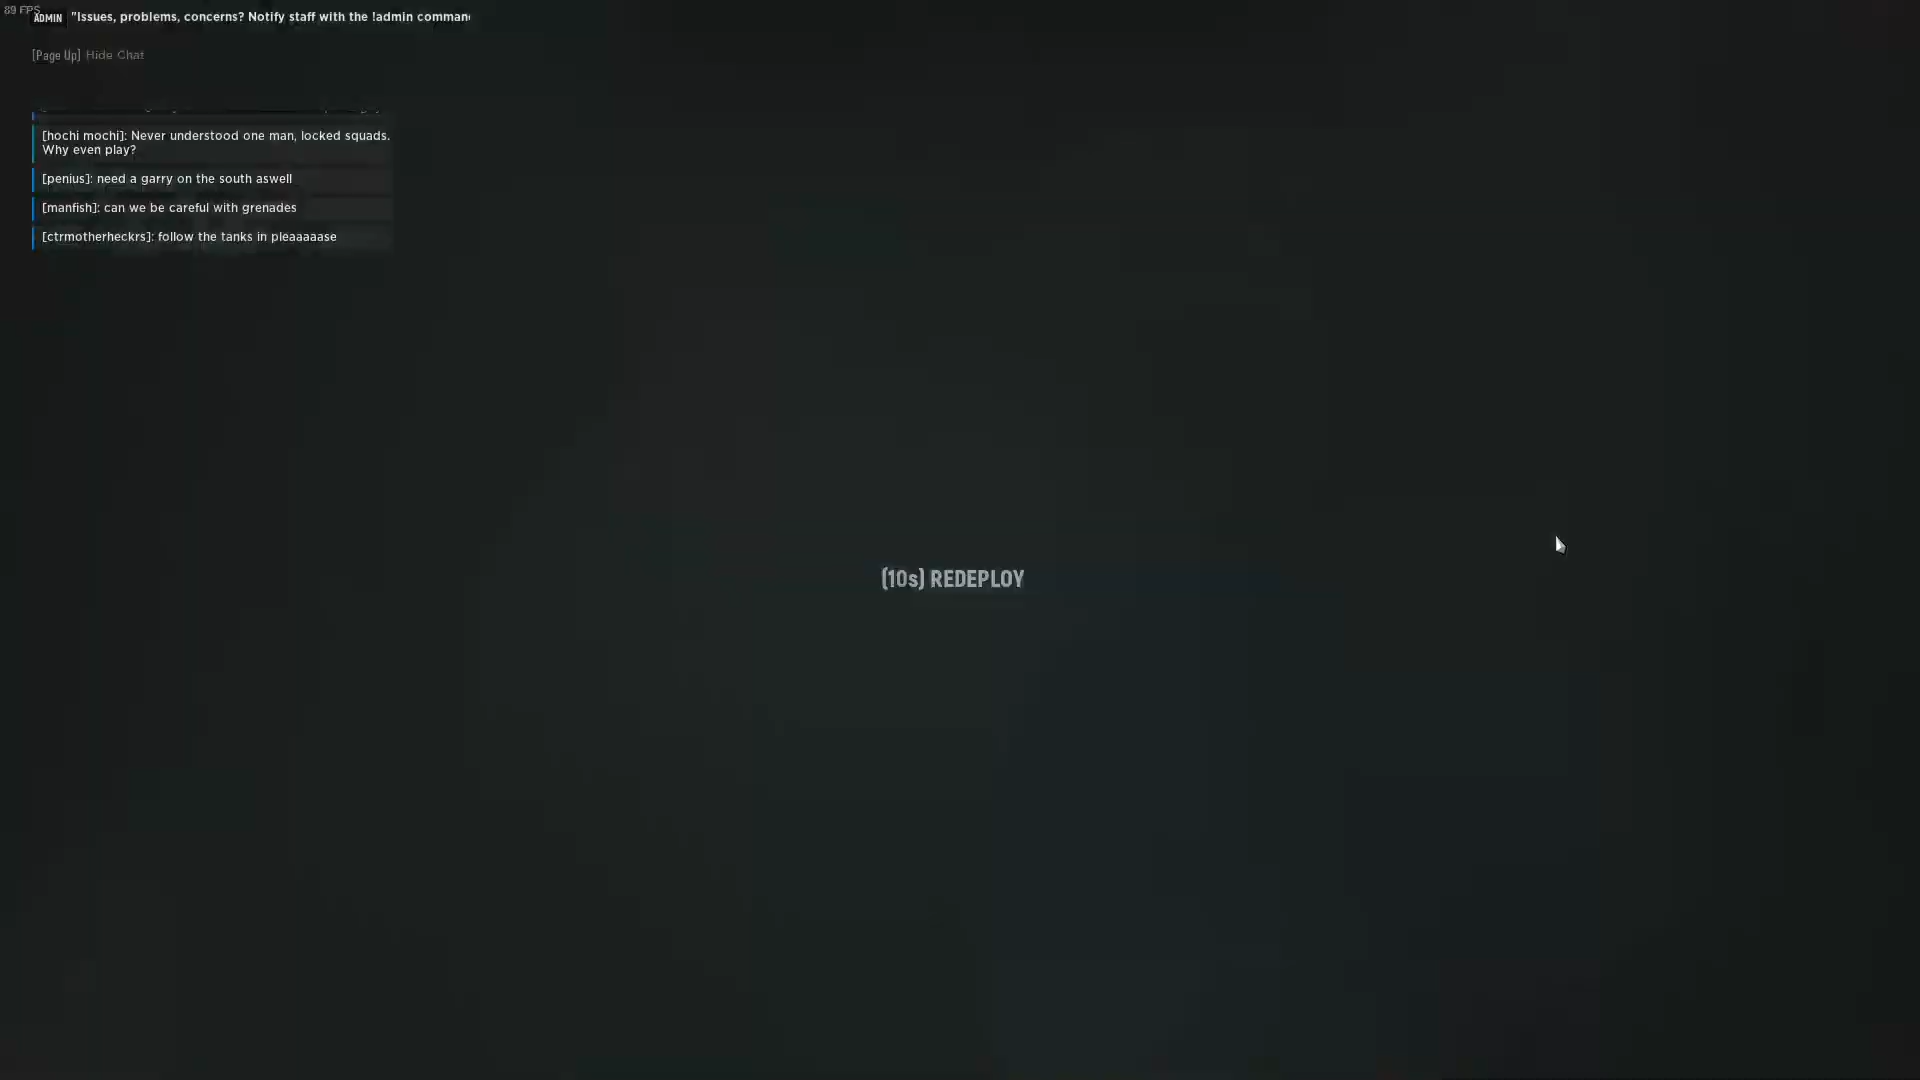 89 FPS
ADMIN "Issues, problems, concerns? Notify staff with the !admin comman
[Page Up] Hide Chat
[hochi mochi]: Never understood one man, locked squads.
Why even play?
[penius]: need a garry on the south aswell
[manfish]: can we be careful with grenades
[ctrmotherheckrs]: follow the tanks in pleaaaaase
(10s) REDEPLOY